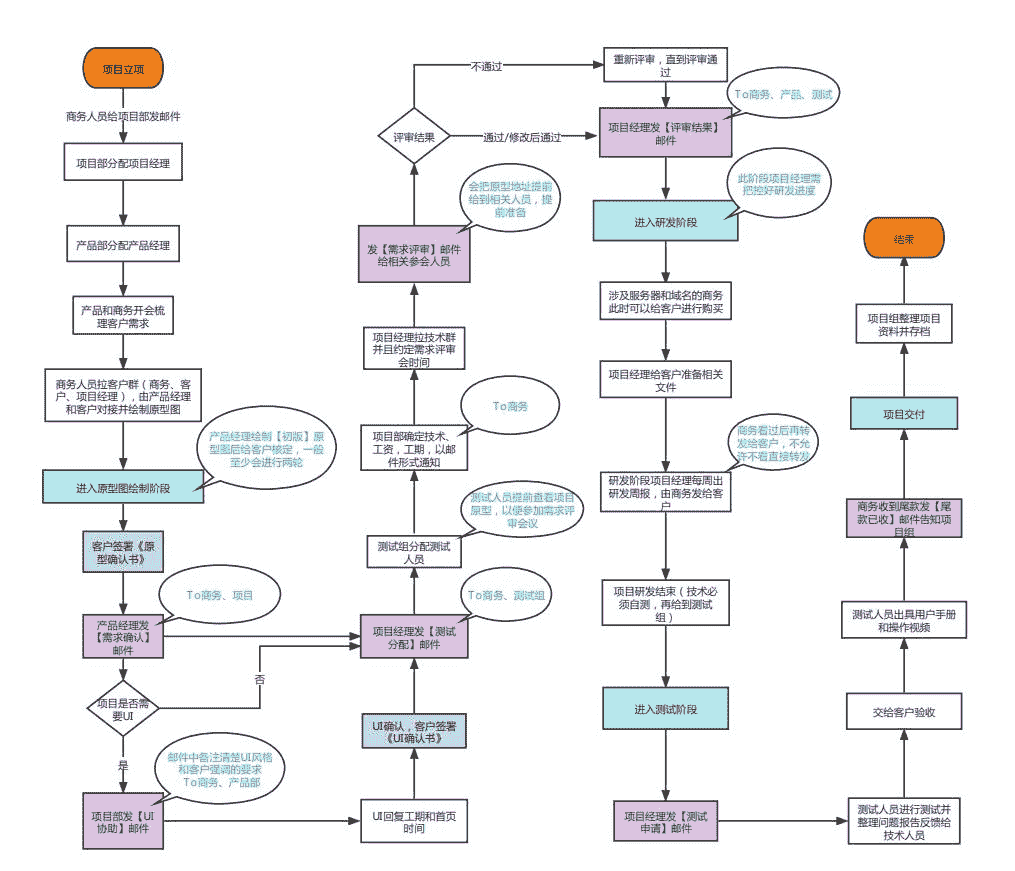 项目立项
商务人员给项目部发邮件
项目部分配项目经理
产品部分配产品经理
产品和商务开会梳
理客户需求
商务人员拉客户群（商务、客
户、项目经理），由产品经理
和客户对接并绘制原型图
产品经理绘制【初版】原
型图后给客户核定，一般
至少会进行两轮
进入原型图绘制阶段
客户签署《原
型确认书》
To商务、项目
产品经理发
【需求确认】
邮件
项目是否需
要UI
否
是
邮件中备注清楚UI风格
和客户强调的要求
To商务、产品部
项目部发【UI
协助】邮件
UI回复工期和首页
时间
UI确认，客户签署
《UI确认书》
项目经理发【测试
分配】邮件
To商务、测试组
测试组分配测试
人员
测试人员提前查看项目
原型，以便参加需求评
审会议
项目部确定技术、
工资，工期，以邮
件形式通知
To商务
项目经理拉技术群
并且约定需求评审
会时间
发【需求评审】邮件
给相关参会人员
会把原型地址提前
给到相关人员，提
前准备
评审结果
不通过
通过/修改后通过
重新评审，直到评审通
过
To商务、产品、测试
项目经理发【评审结果】
邮件
此阶段项目经理需
把控好研发进度
进入研发阶段
涉及服务器和域名的商务
此时可以给客户进行购买
项目经理给客户准备相关
文件
商务看过后再转
发给客户，不允
许不看直接转发
研发阶段项目经理每周出
研发周报，由商务发给客
户
项目研发结束（技术必
须自测，再给到测试
组）
进入测试阶段
项目经理发【测试
申请】邮件
测试人员进行测试并
整理问题报告反馈给
技术人员
交给客户验收
测试人员出具用户手册
和操作视频
商务收到尾款发【尾
款已收】邮件告知项
目组
项目交付
项目组整理项目
资料并存档
结束